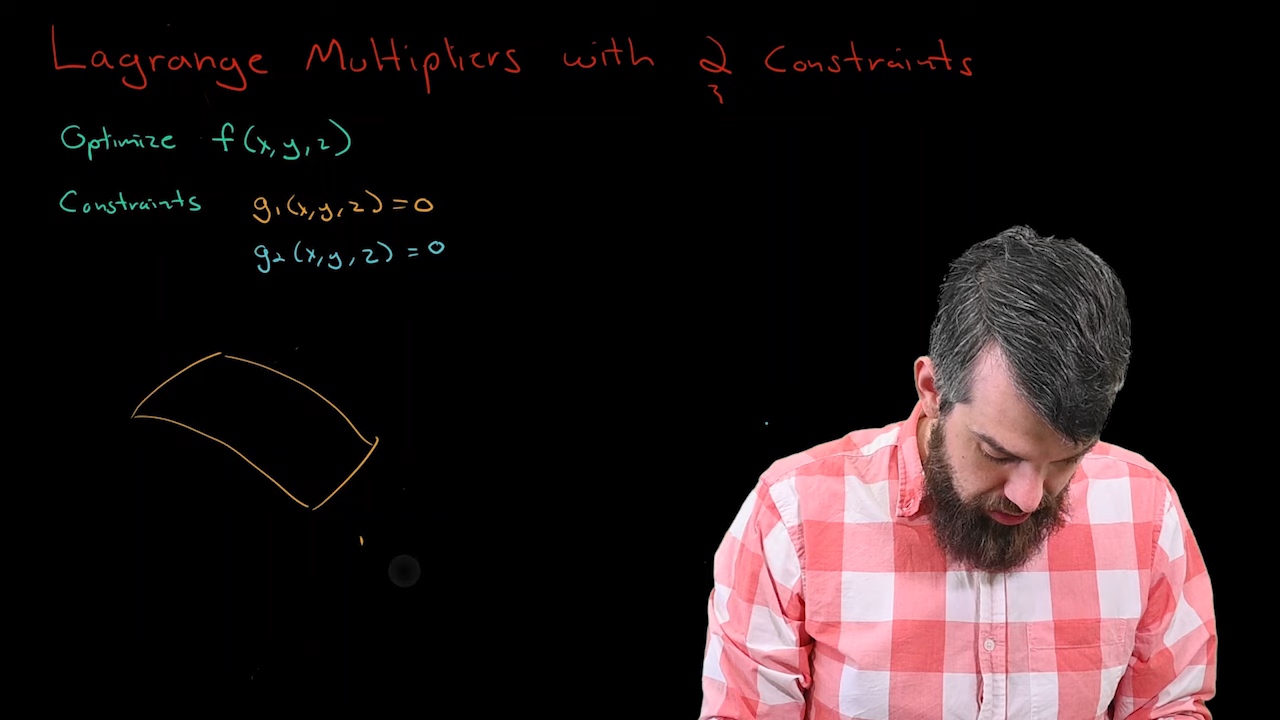 Lagrange Multipliers with 2 Constraints
Optimize f(x,y,z)
Constraints g₁(x,y,z)=0
g₂(x,y,z)=0